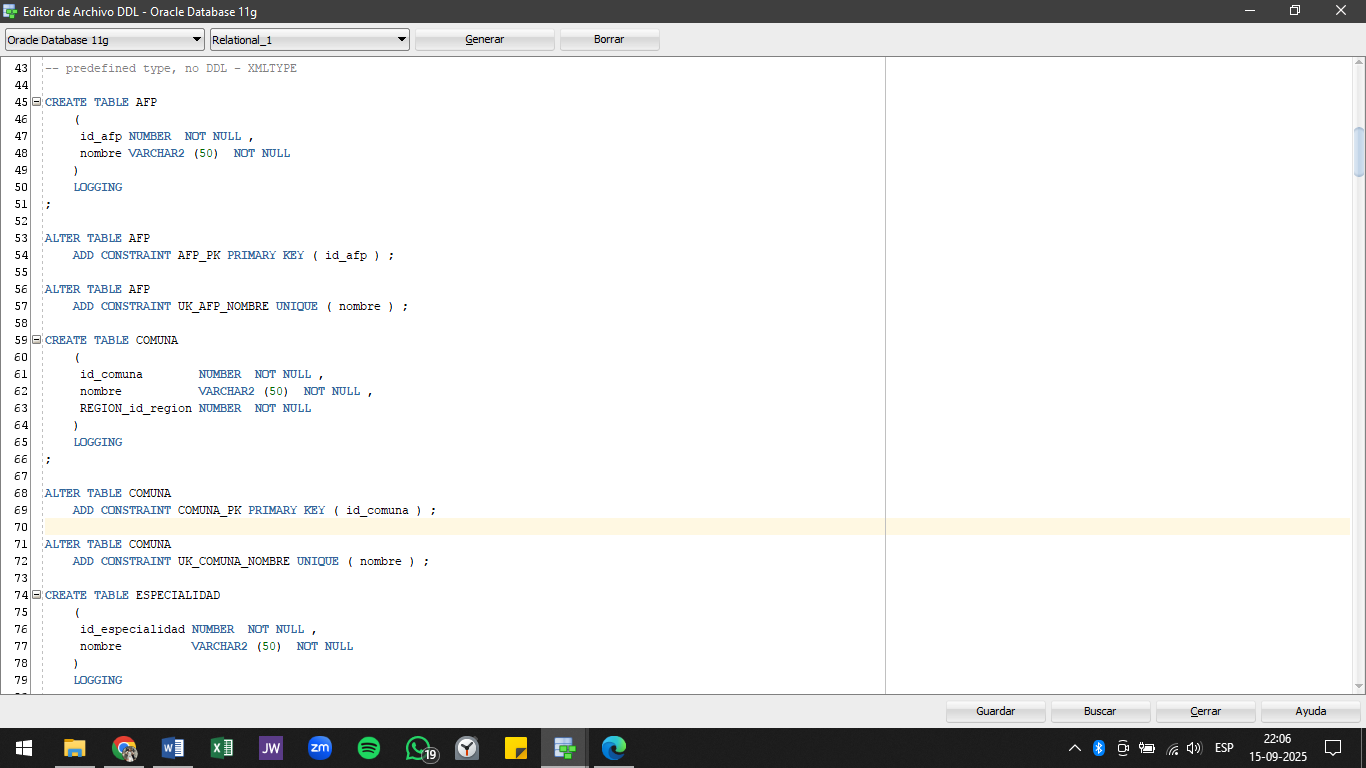 Editor de Archivo DDL - Oracle Database 11g
Oracle Database 11g Relational_1 Generar Borrar
43 -- predefined type, no DDL - XMLTYPE
44
45 CREATE TABLE AFP
46 (
47 id_afp NUMBER NOT NULL ,
48 nombre VARCHAR2 (50) NOT NULL
49 )
50 LOGGING
51 ;
52
53 ALTER TABLE AFP
54 ADD CONSTRAINT AFP_PK PRIMARY KEY ( id_afp ) ;
55
56 ALTER TABLE AFP
57 ADD CONSTRAINT UK_AFP_NOMBRE UNIQUE ( nombre ) ;
58
59 CREATE TABLE COMUNA
60 (
61 id_comuna NUMBER NOT NULL ,
62 nombre VARCHAR2 (50) NOT NULL ,
63 REGION_id_region NUMBER NOT NULL
64 )
65 LOGGING
66 ;
67
68 ALTER TABLE COMUNA
69 ADD CONSTRAINT COMUNA_PK PRIMARY KEY ( id_comuna ) ;
70
71 ALTER TABLE COMUNA
72 ADD CONSTRAINT UK_COMUNA_NOMBRE UNIQUE ( nombre ) ;
73
74 CREATE TABLE ESPECIALIDAD
75 (
76 id_especialidad NUMBER NOT NULL ,
77 nombre VARCHAR2 (50) NOT NULL
78 )
79 LOGGING
Guardar Buscar Cerrar Ayuda
JW zm 19 ESP 22:06
15-09-2025